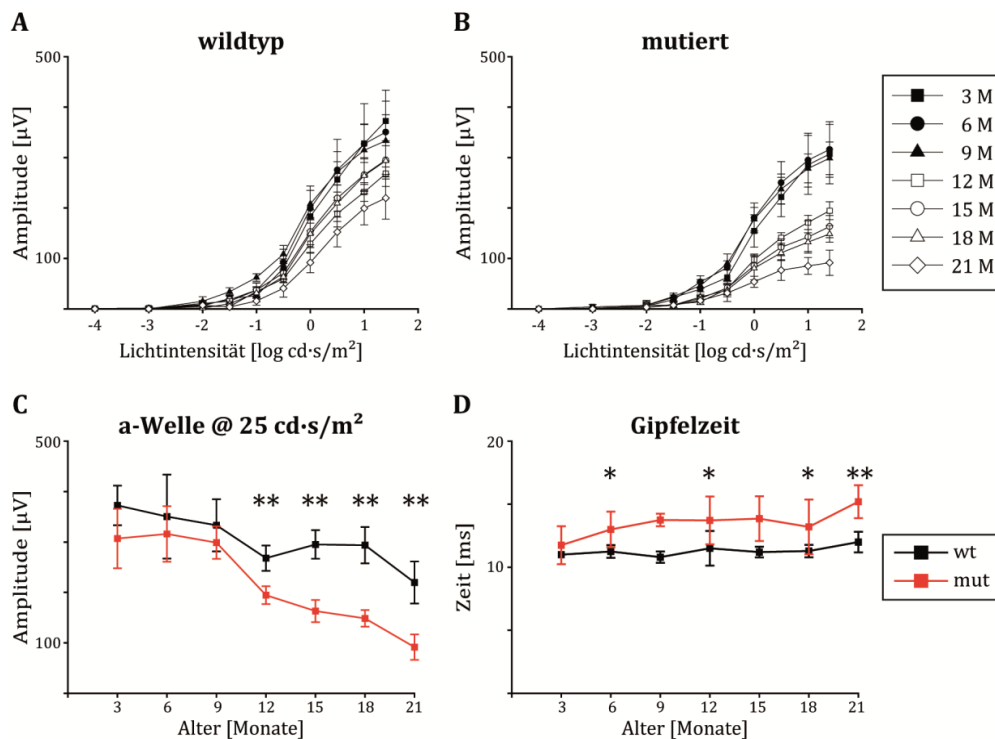 A
wildtyp
500
100
Amplitude [µV]
-4 -3 -2 -1 0 1 2
Lichtintensität [log cd·s/m²]
B
mutiert
500
100
Amplitude [µV]
-4 -3 -2 -1 0 1 2
Lichtintensität [log cd·s/m²]
3 M
6 M
9 M
12 M
15 M
18 M
21 M
C
a-Welle @ 25 cd·s/m²
500
100
Amplitude [µV]
** ** ** **
3 6 9 12 15 18 21
Alter [Monate]
D
Gipfelzeit
20
10
Zeit [ms]
* * * **
3 6 9 12 15 18 21
Alter [Monate]
wt
mut